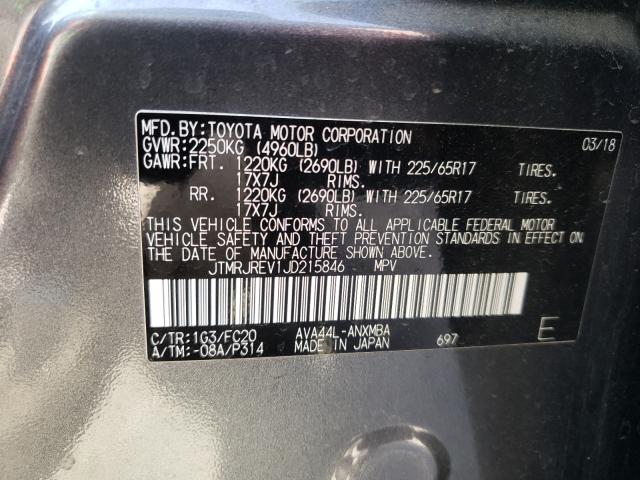 MFD. BY: TOYOTA MOTOR CORPORATION 03/18
GVWR: 2250KG (4960LB)
GAWR: FRT. 1220KG (2690LB) WITH 225/65R17 TIRES.
17X7J RIMS.
RR. 1220KG (2690LB) WITH 225/65R17 TIRES.
17X7J RIMS.
THIS VEHICLE CONFORMS TO ALL APPLICABLE FEDERAL MOTOR
VEHICLE SAFETY AND THEFT PREVENTION STANDARDS IN EFFECT ON
THE DATE OF MANUFACTURE SHOWN ABOVE.
JTMRJREV1JD215846 MPV
C/TR: 1G3/FC20 AVA44L-ANXMBA E
A/TM: -08A/P314 MADE IN JAPAN 697